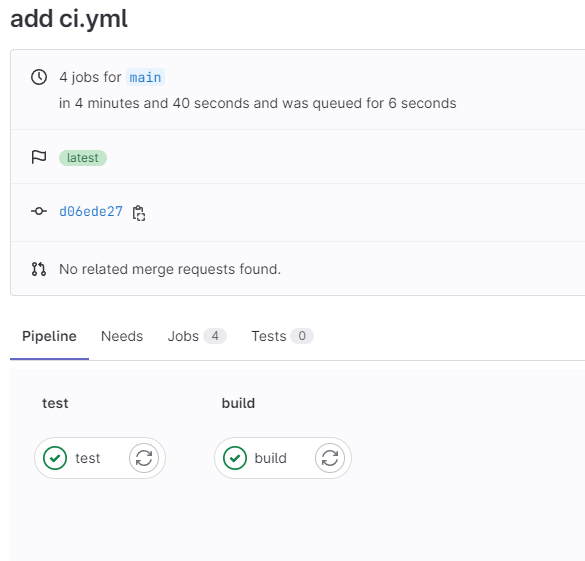 add ci.yml
4 jobs for main
in 4 minutes and 40 seconds and was queued for 6 seconds
latest
d06ede27
No related merge requests found.
Pipeline Needs Jobs 4 Tests 0
test build
test build